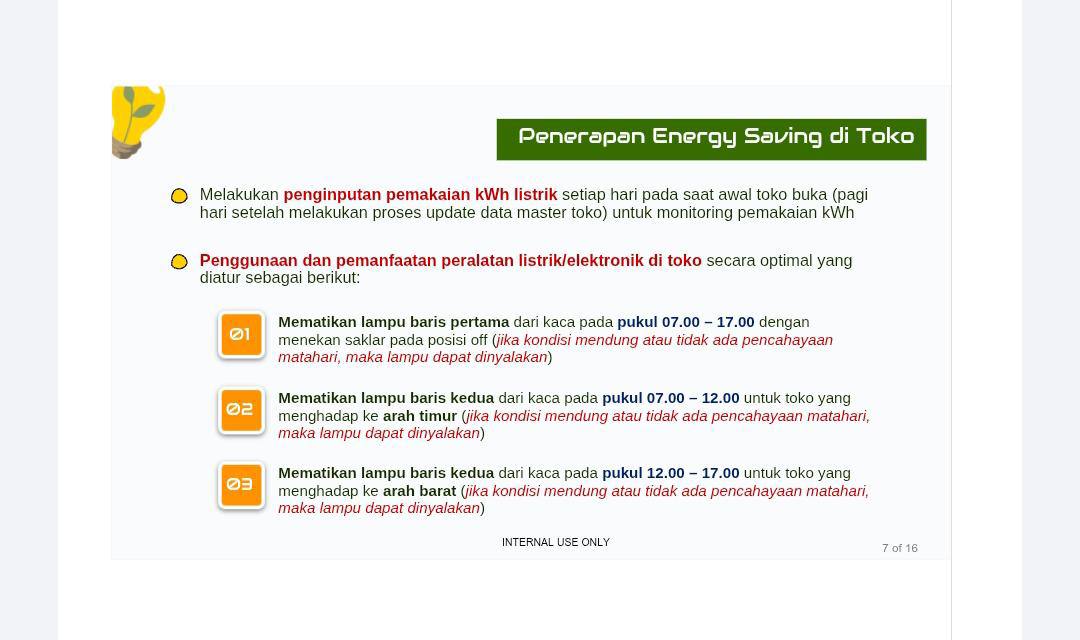 Penerapan Energy Saving di Toko
Melakukan penginputan pemakaian kWh listrik setiap hari pada saat awal toko buka (pagi
hari setelah melakukan proses update data master toko) untuk monitoring pemakaian kWh
Penggunaan dan pemanfaatan peralatan listrik/elektronik di toko secara optimal yang
diatur sebagai berikut:
01
Mematikan lampu baris pertama dari kaca pada pukul 07.00 – 17.00 dengan
menekan saklar pada posisi off (jika kondisi mendung atau tidak ada pencahayaan
matahari, maka lampu dapat dinyalakan)
02
Mematikan lampu baris kedua dari kaca pada pukul 07.00 – 12.00 untuk toko yang
menghadap ke arah timur (jika kondisi mendung atau tidak ada pencahayaan matahari,
maka lampu dapat dinyalakan)
03
Mematikan lampu baris kedua dari kaca pada pukul 12.00 – 17.00 untuk toko yang
menghadap ke arah barat (jika kondisi mendung atau tidak ada pencahayaan matahari,
maka lampu dapat dinyalakan)
INTERNAL USE ONLY
7 of 16